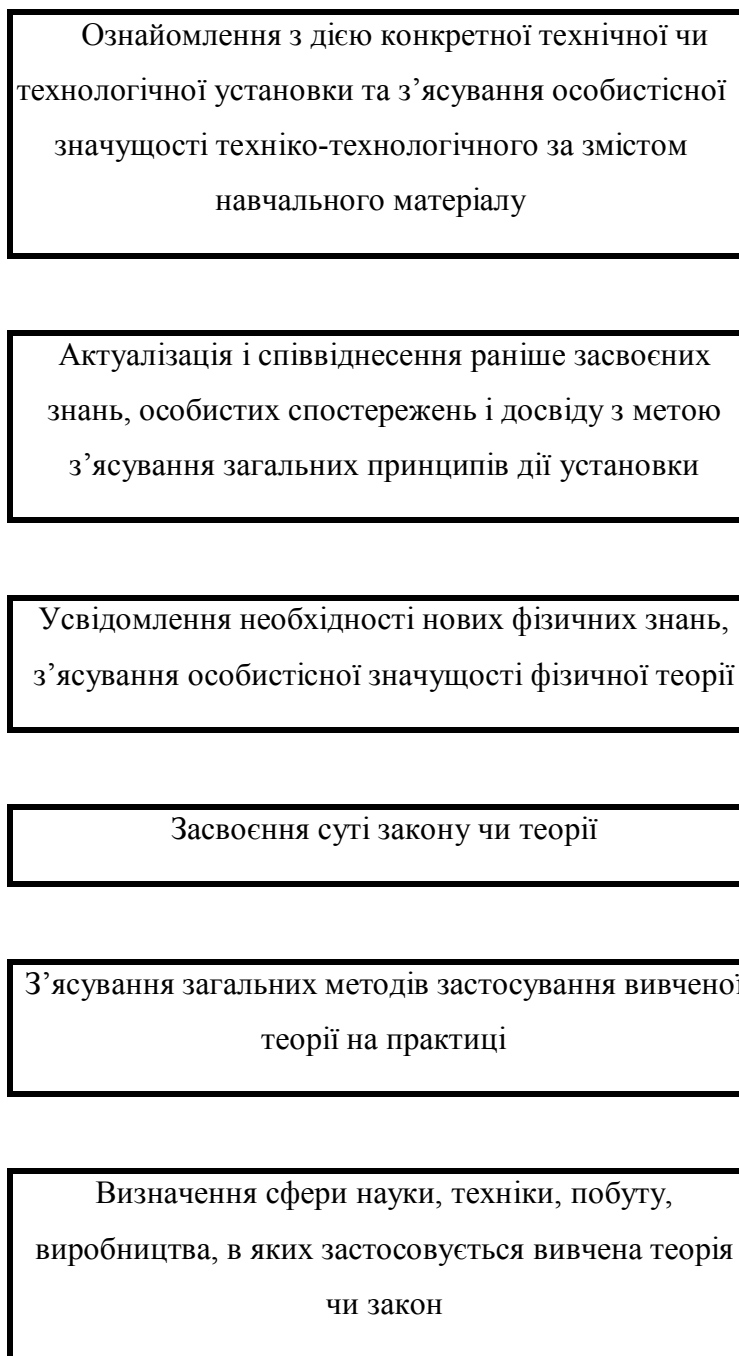 Ознайомлення з дією конкретної технічної чи
технологічної установки та з’ясування особистісної
значущості техніко-технологічного за змістом
навчального матеріалу
Актуалізація і співвіднесення раніше засвоєних
знань, особистих спостережень і досвіду з метою
з’ясування загальних принципів дії установки
Усвідомлення необхідності нових фізичних знань,
з’ясування особистісної значущості фізичної теорії
Засвоєння суті закону чи теорії
З’ясування загальних методів застосування вивченої
теорії на практиці
Визначення сфери науки, техніки, побуту,
виробництва, в яких застосовується вивчена теорія
чи закон